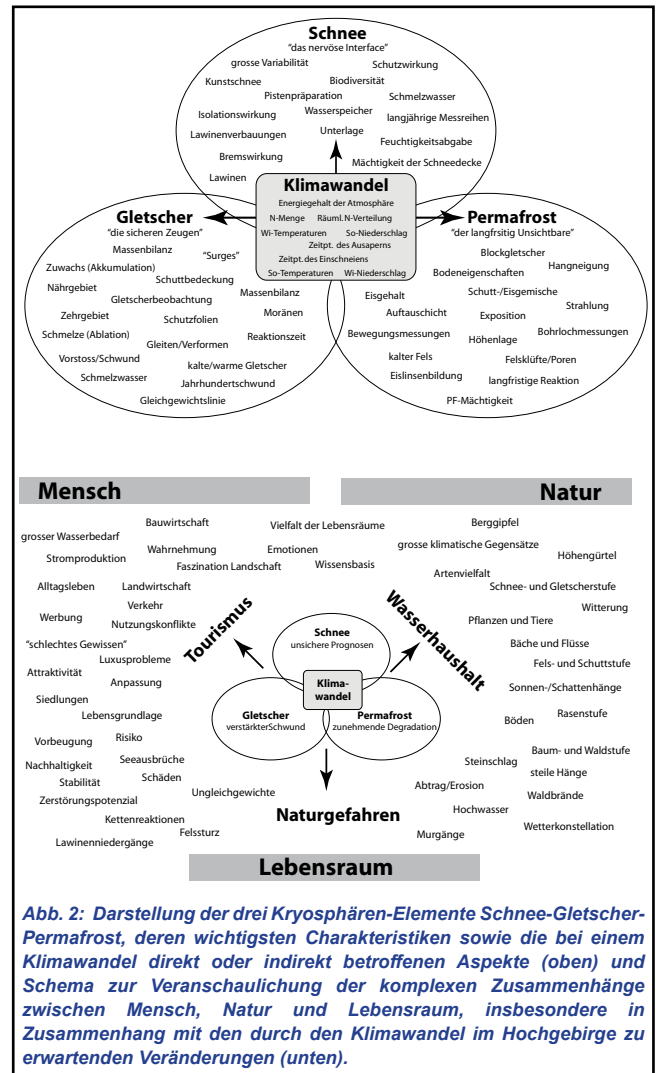 Schnee
"das nervöse Interface"
grosse Variabilität
Schutzwirkung
Kunstschnee
Biodiversität
Pistenpräparation
Schmelzwasser
Isolationswirkung
Wasserspeicher
langjährige Messreihen
Lawinenverbauungen
Unterlage
Feuchtigkeitsabgabe
Bremswirkung
Mächtigkeit der Schneedecke
Lawinen
Klimawandel
Energiegehalt der Atmosphäre
N-Menge Räuml.N-Verteilung
Wi-Temperaturen So-Niederschlag
Zeitpt. des Ausaperns
Zeitpt.des Einschneiens
So-Temperaturen Wi-Niederschlag
Gletscher
"die sicheren Zeugen"
Massenbilanz
"Surges"
Zuwachs (Akkumulation)
Schuttbedeckung
Nährgebiet
Massenbilanz
Gletscherbeobachtung
Zehrgebiet
Schutzfolien
Moränen
Schmelze (Ablation)
Gleiten/Verformen
Reaktionszeit
Vorstoss/Schwund
kalte/warme Gletscher
Schmelzwasser
Jahrhundertschwund
Gleichgewichtslinie
Permafrost
"der langfrsitig Unsichtbare"
Blockgletscher
Hangneigung
Bodeneigenschaften
Eisgehalt
Schutt-/Eisgemische
Strahlung
Auftauschicht
Exposition
Bewegungsmessungen
Höhenlage
Bohrlochmessungen
kalter Fels
Felsklüfte/Poren
Eislinsenbildung
langfristige Reaktion
PF-Mächtigkeit
Mensch
Natur
Bauwirtschaft
Vielfalt der Lebensräume
Berggipfel
grosser Wasserbedarf
Wahrnehmung
Emotionen
grosse klimatische Gegensätze
Höhengürtel
Stromproduktion
Faszination Landschaft
Wissensbasis
Artenvielfalt
Alltagsleben
Landwirtschaft
Schnee- und Gletscherstufe
Verkehr
Witterung
Werbung
Nutzungskonflikte
Pflanzen und Tiere
Tourismus
Wasserhaushalt
Schnee
unsichere Prognosen
"schlechtes Gewissen"
Bäche und Flüsse
Luxusprobleme
Fels- und Schuttstufe
Attraktivität
Anpassung
Klima-
wandel
Sonnen-/Schattenhänge
Siedlungen
Lebensgrundlage
Gletscher
verstärkterSchwund
Permafrost
zunehmende Degradation
Böden
Rasenstufe
Vorbeugung
Risiko
Baum- und Waldstufe
Nachhaltigkeit
Seeausbrüche
Steinschlag
steile Hänge
Stabilität
Schäden
Abtrag/Erosion
Waldbrände
Zerstörungspotenzial
Ungleichgewichte
Hochwasser
Kettenreaktionen
Naturgefahren
Wetterkonstellation
Felssturz
Murgänge
Lawinenniedergänge
Lebensraum
Abb. 2: Darstellung der drei Kryosphären-Elemente Schnee-Gletscher-
Permafrost, deren wichtigsten Charakteristiken sowie die bei einem
Klimawandel direkt oder indirekt betroffenen Aspekte (oben) und
Schema zur Veranschaulichung der komplexen Zusammenhänge
zwischen Mensch, Natur und Lebensraum, insbesondere in
Zusammenhang mit den durch den Klimawandel im Hochgebirge zu
erwartenden Veränderungen (unten).